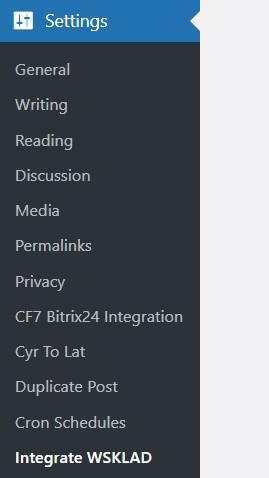 Settings
General
Writing
Reading
Discussion
Media
Permalinks
Privacy
CF7 Bitrix24 Integration
Cyr To Lat
Duplicate Post
Cron Schedules
Integrate WSKLAD